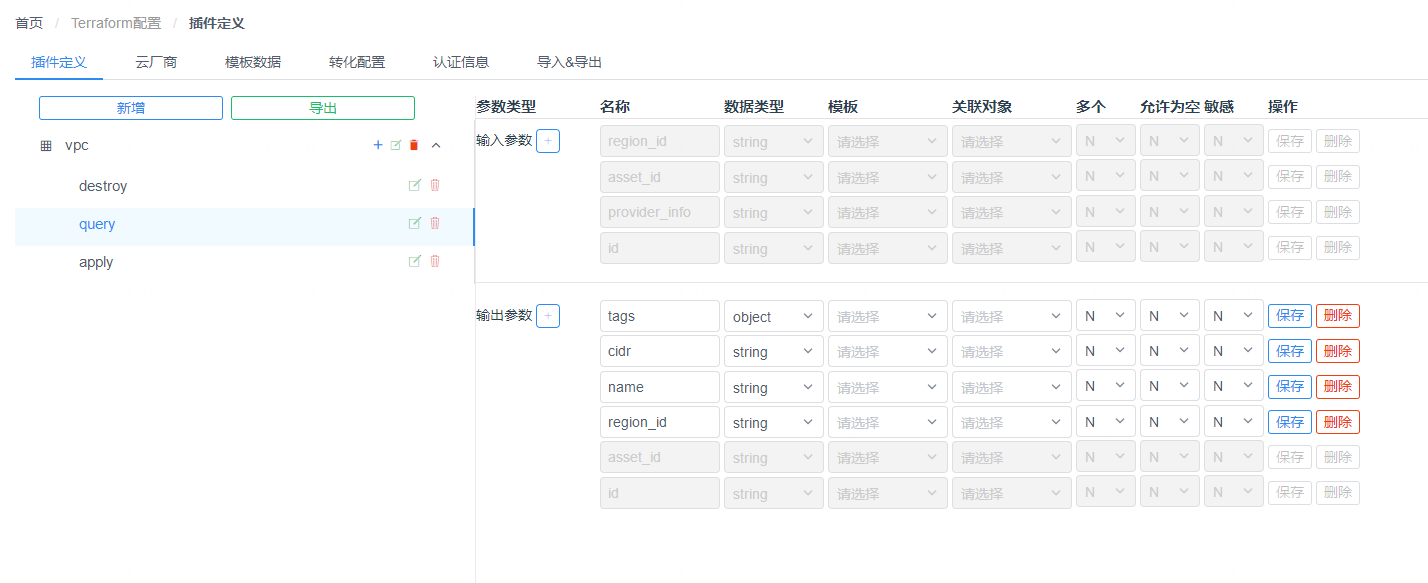 首页 / Terraform配置 / 插件定义
插件定义 云厂商 模板数据 转化配置 认证信息 导入&导出
新增 导出
vpc
destroy
query
apply
参数类型 名称 数据类型 模板 关联对象 多个 允许为空 敏感 操作
输入参数 + region_id string 请选择 请选择 N N N 保存 删除
asset_id string 请选择 请选择 N N N 保存 删除
provider_info string 请选择 请选择 N N N 保存 删除
id string 请选择 请选择 N N N 保存 删除
输出参数 + tags object 请选择 请选择 N N N 保存 删除
cidr string 请选择 请选择 N N N 保存 删除
name string 请选择 请选择 N N N 保存 删除
region_id string 请选择 请选择 N N N 保存 删除
asset_id string 请选择 请选择 N N N 保存 删除
id string 请选择 请选择 N N N 保存 删除